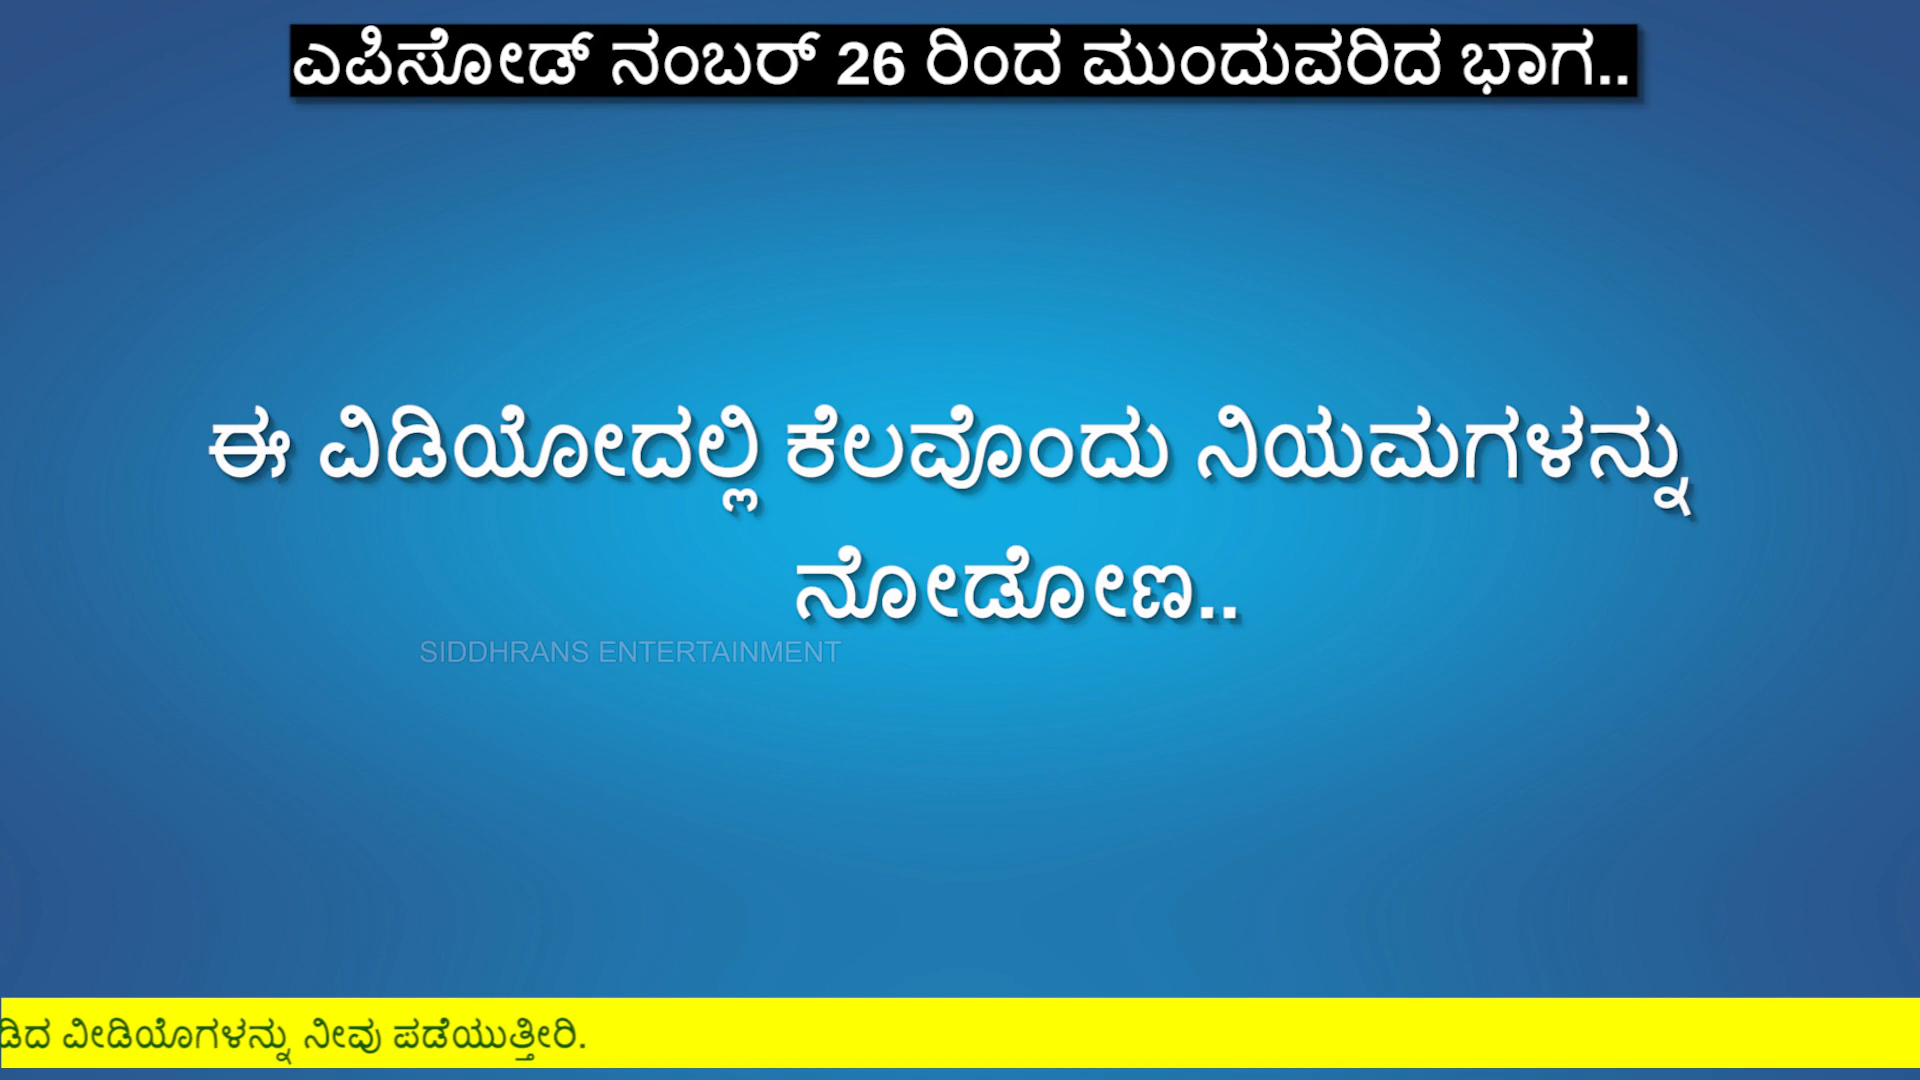 ಎಪಿಸೋಡ್ ನಂಬರ್ 26 ರಿಂದ ಮುಂದುವರಿದ ಭಾಗ..
ಈ ವಿಡಿಯೋದಲ್ಲಿ ಕೆಲವೊಂದು ನಿಯಮಗಳನ್ನು
ನೋಡೋಣ..
SIDDHRANS ENTERTAINMENT
ವೀಡಿಯೊಗಳನ್ನು ನೀವು ಪಡೆಯುತ್ತೀರಿ.